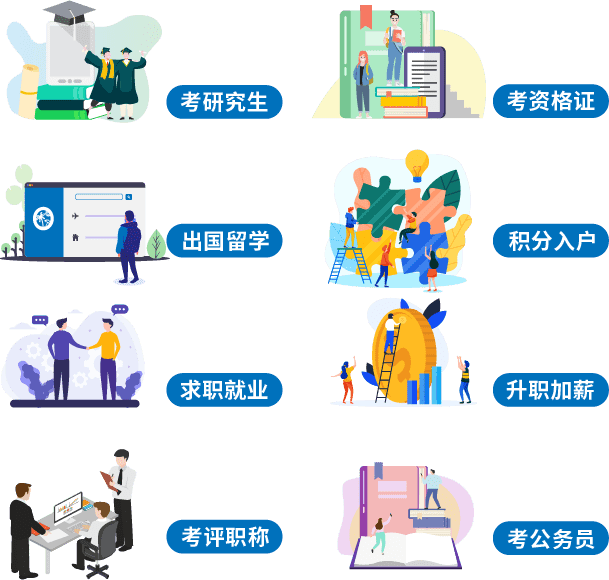 考研究生
考资格证
出国留学
积分入户
求职就业
升职加薪
考评职称
考公务员